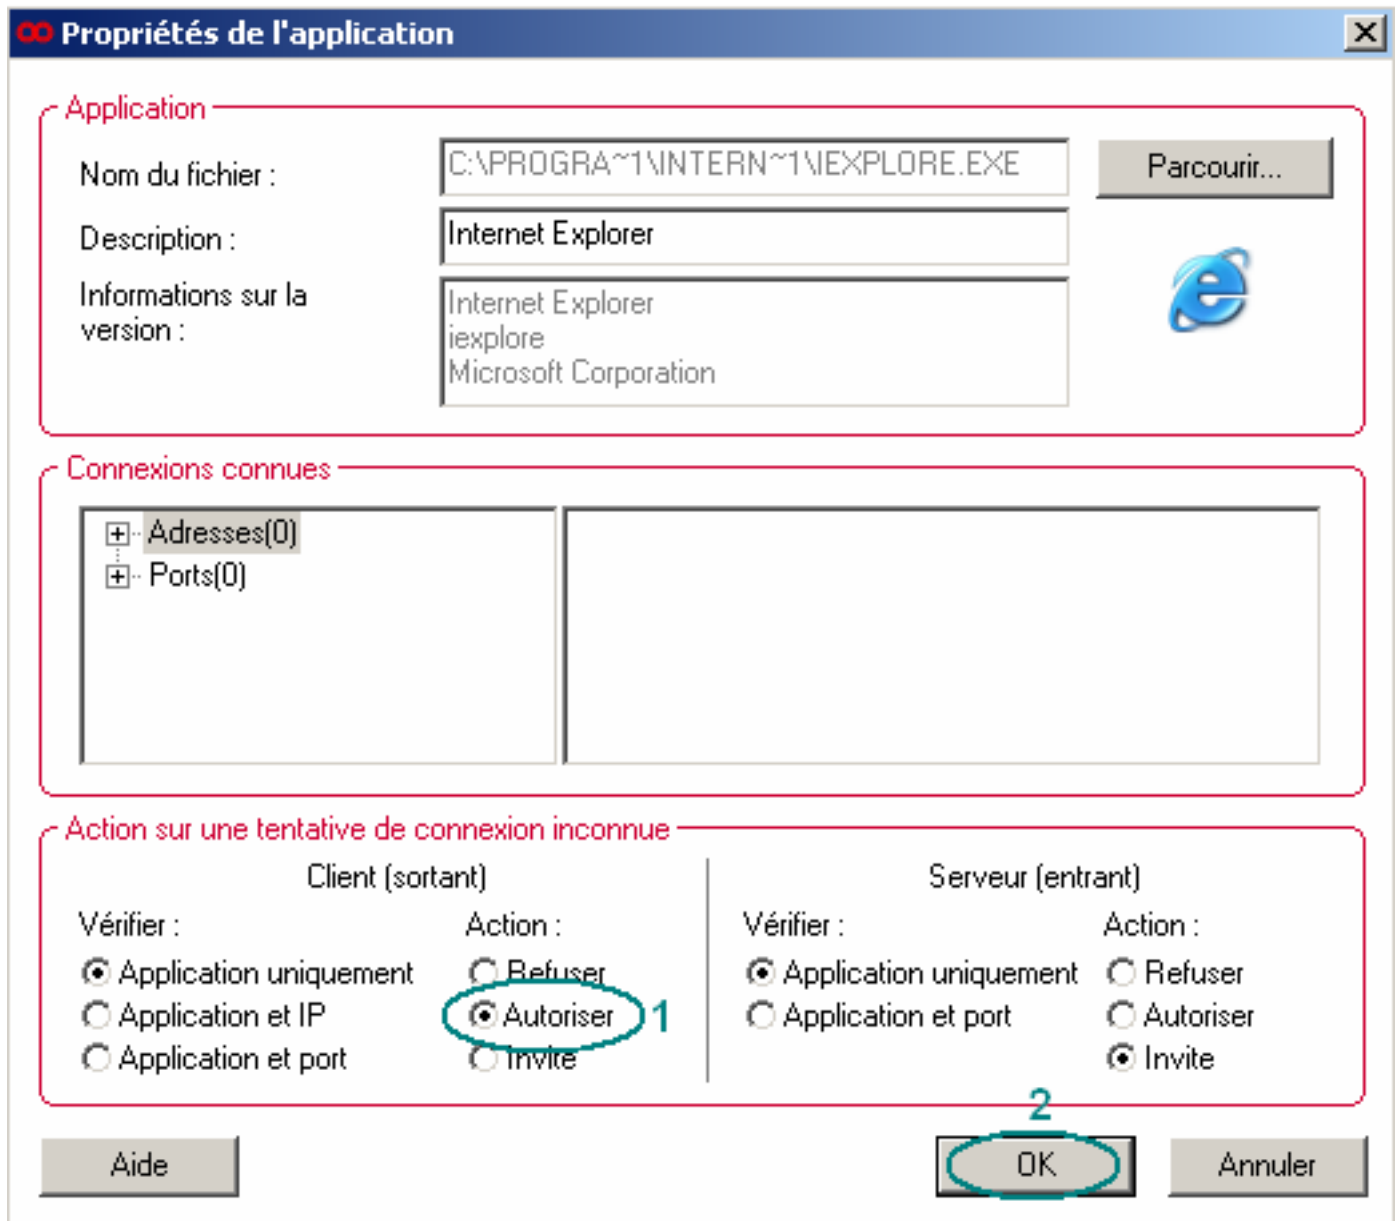 Propriétés de l'application
Application
Nom du fichier :
C:\PROGRA~1\INTERN~1\IEXPLORE.EXE
Parcourir...
Description :
Internet Explorer
Informations sur la
version :
Internet Explorer
iexplore
Microsoft Corporation
Connexions connues
Adresses(0)
Ports(0)
Action sur une tentative de connexion inconnue
Client (sortant)
Vérifier :
Action :
Application uniquement
Refuser
Application et IP
Autoriser
1
Application et port
Invite
Serveur (entrant)
Vérifier :
Action :
Application uniquement
Refuser
Application et port
Autoriser
Invite
2
Aide
OK
Annuler